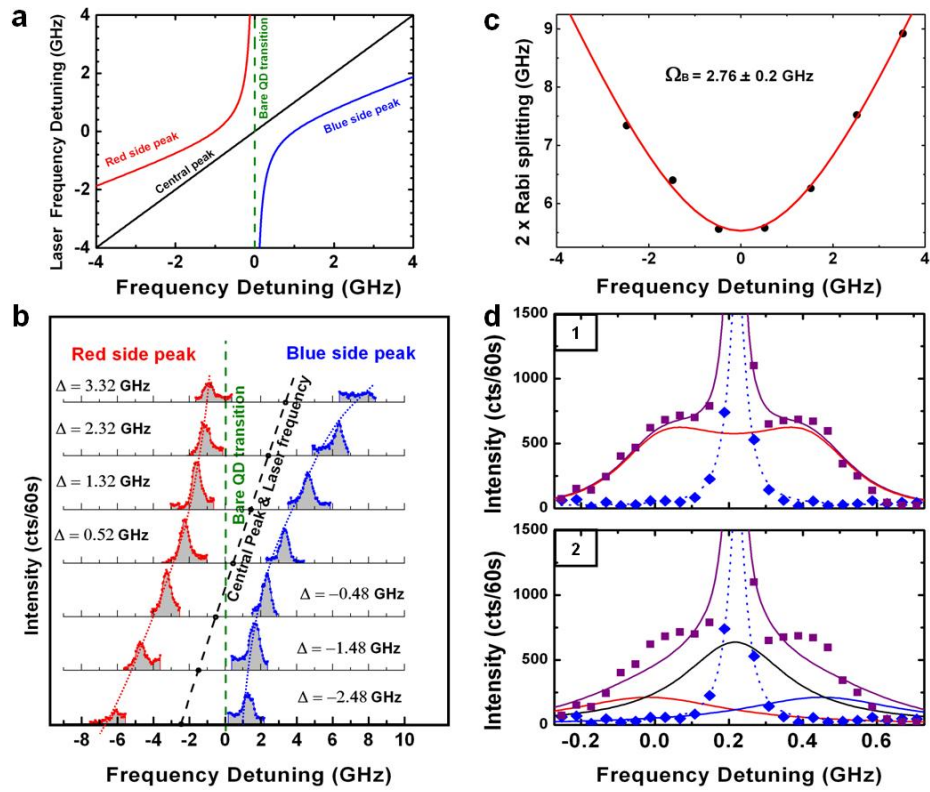 a
Laser Frequency Detuning (GHz)
4
2
0
-2
-4
Red side peak
Central peak
Bare QD transition
Blue side peak
-4 -2 0 2 4
Frequency Detuning (GHz)
c
2 x Rabi splitting (GHz)
9
8
7
6
Ω_B = 2.76 ± 0.2 GHz
-4 -2 0 2 4
Frequency Detuning (GHz)
b
Intensity (cts/60s)
Red side peak
Blue side peak
Bare QD transition
Central Peak & Laser frequency
Δ = 3.32 GHz
Δ = 2.32 GHz
Δ = 1.32 GHz
Δ = 0.52 GHz
Δ = −0.48 GHz
Δ = −1.48 GHz
Δ = −2.48 GHz
-8 -6 -4 -2 0 2 4 6 8 10
Frequency Detuning (GHz)
d
1
Intensity (cts/60s)
1500
1000
500
0
2
Intensity (cts/60s)
1500
1000
500
0
-0.2 0.0 0.2 0.4 0.6
Frequency Detuning (GHz)